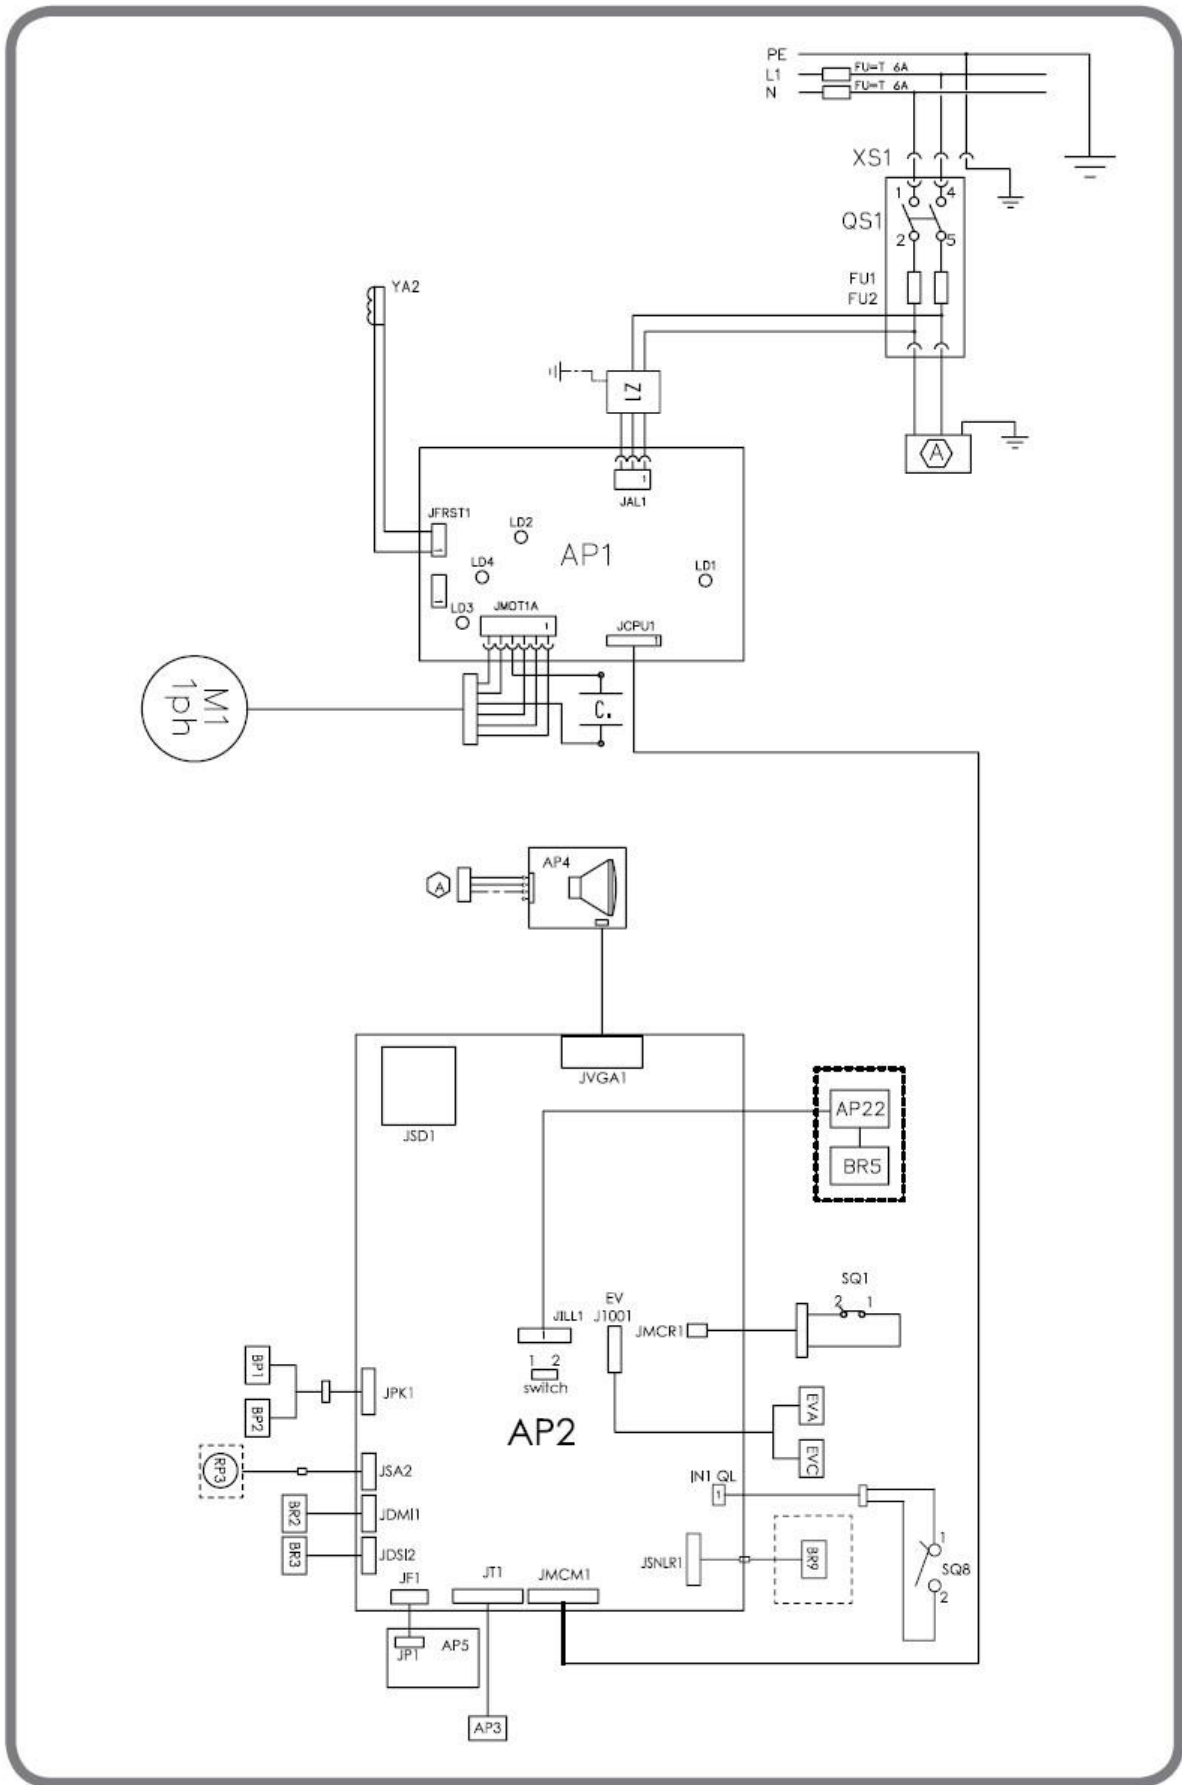 PE
L1 FU=T 6A
N FU=T 6A
XS1
1 4
QS1
2 5
FU1
FU2
YA2
Z1
A
1
JAL1
JFRST1
LD2
1
AP1
LD4
LD1
1
LD3
JMOT1A
1
JCPU1
1
M1
1ph
C.
AP4
A
JVGA1
JSD1
AP22
BR5
SQ1
2 1
EV
JILL1 J1001
JMCR1
1 2
switch
BP1
JPK1
BP2
EVA
AP2
EVC
RP3
JSA2
IN1 QL
1
BR2
JDMI1
BR3
JDSI2
JSNLR1
BR9
1
SQ8
2
JF1
JT1
JMCM1
JP1
AP5
AP3